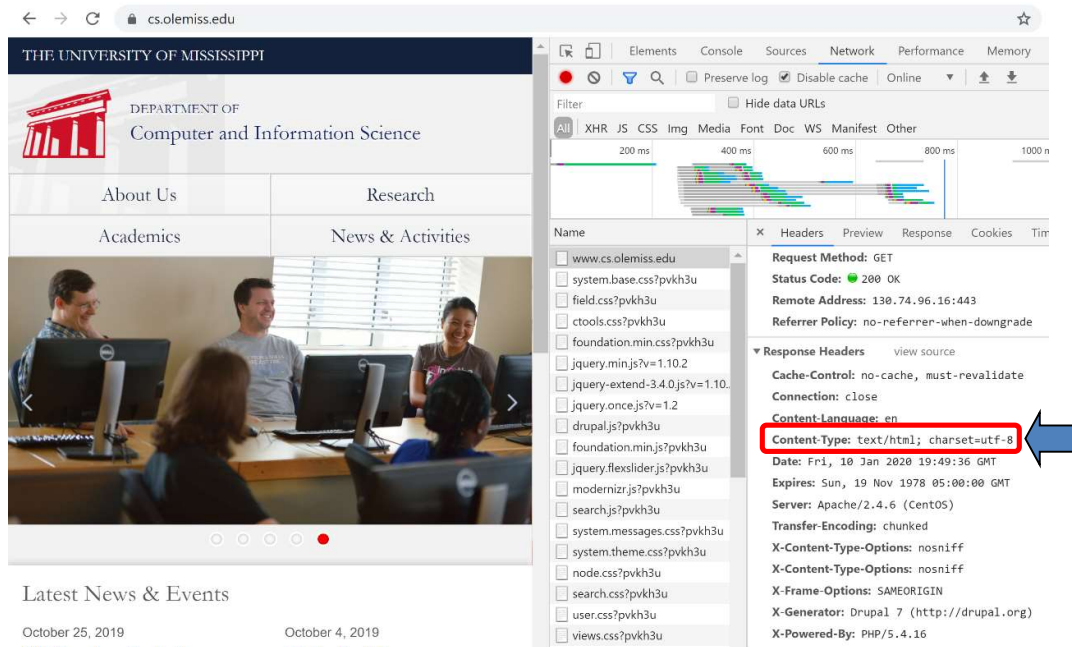 cs.olemiss.edu
THE UNIVERSITY OF MISSISSIPPI
DEPARTMENT OF
Computer and Information Science
About Us
Research
Academics
News & Activities
Latest News & Events
October 25, 2019
October 4, 2019
Elements Console Sources Network Performance Memory
Preserve log Disable cache Online
Filter
Hide data URLs
All XHR JS CSS Img Media Font Doc WS Manifest Other
200 ms 400 ms 600 ms 800 ms 1000 m
Name
www.cs.olemiss.edu
system.base.css?pvkh3u
field.css?pvkh3u
ctools.css?pvkh3u
foundation.min.css?pvkh3u
jquery.min.js?v=1.10.2
jquery-extend-3.4.0.js?v=1.10..
jquery.once.js?v=1.2
drupal.js?pvkh3u
foundation.min.js?pvkh3u
jquery.flexslider.js?pvkh3u
modernizr.js?pvkh3u
search.js?pvkh3u
system.messages.css?pvkh3u
system.theme.css?pvkh3u
node.css?pvkh3u
search.css?pvkh3u
user.css?pvkh3u
views.css?pvkh3u
× Headers Preview Response Cookies Tim
Request Method: GET
Status Code: 200 OK
Remote Address: 130.74.96.16:443
Referrer Policy: no-referrer-when-downgrade
Response Headers view source
Cache-Control: no-cache, must-revalidate
Connection: close
Content-Language: en
Content-Type: text/html; charset=utf-8
Date: Fri, 10 Jan 2020 19:49:36 GMT
Expires: Sun, 19 Nov 1978 05:00:00 GMT
Server: Apache/2.4.6 (CentOS)
Transfer-Encoding: chunked
X-Content-Type-Options: nosniff
X-Content-Type-Options: nosniff
X-Frame-Options: SAMEORIGIN
X-Generator: Drupal 7 (http://drupal.org)
X-Powered-By: PHP/5.4.16